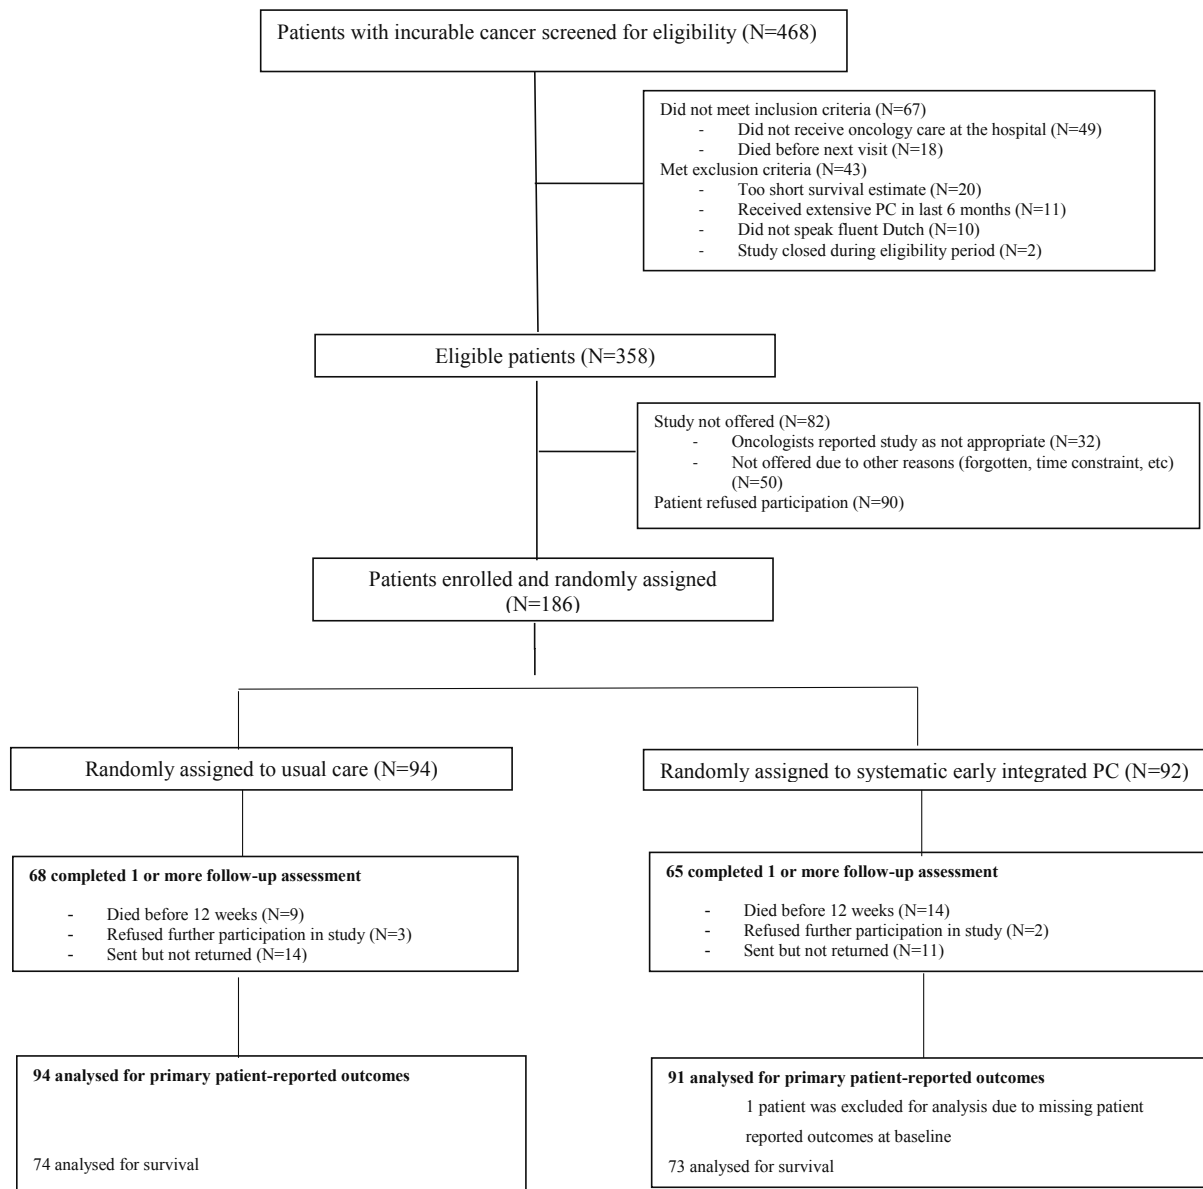 Patients with incurable cancer screened for eligibility (N=468)
Did not meet inclusion criteria (N=67)
- Did not receive oncology care at the hospital (N=49)
- Died before next visit (N=18)
Met exclusion criteria (N=43)
- Too short survival estimate (N=20)
- Received extensive PC in last 6 months (N=11)
- Did not speak fluent Dutch (N=10)
- Study closed during eligibility period (N=2)
Eligible patients (N=358)
Study not offered (N=82)
- Oncologists reported study as not appropriate (N=32)
- Not offered due to other reasons (forgotten, time constraint, etc)
(N=50)
Patient refused participation (N=90)
Patients enrolled and randomly assigned
(N=186)
Randomly assigned to usual care (N=94)
68 completed 1 or more follow-up assessment
- Died before 12 weeks (N=9)
- Refused further participation in study (N=3)
- Sent but not returned (N=14)
94 analysed for primary patient-reported outcomes
74 analysed for survival
Randomly assigned to systematic early integrated PC (N=92)
65 completed 1 or more follow-up assessment
- Died before 12 weeks (N=14)
- Refused further participation in study (N=2)
- Sent but not returned (N=11)
91 analysed for primary patient-reported outcomes
1 patient was excluded for analysis due to missing patient
reported outcomes at baseline
73 analysed for survival